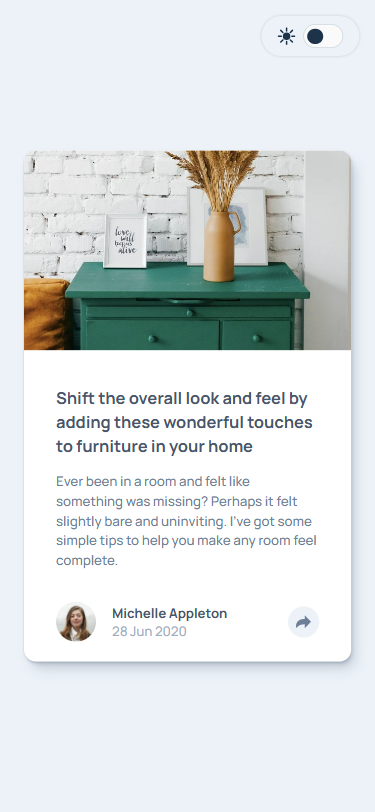 love
will
begins
alive
Shift the overall look and feel by
adding these wonderful touches
to furniture in your home
Ever been in a room and felt like
something was missing? Perhaps it felt
slightly bare and uninviting. I’ve got some
simple tips to help you make any room feel
complete.
Michelle Appleton
28 Jun 2020